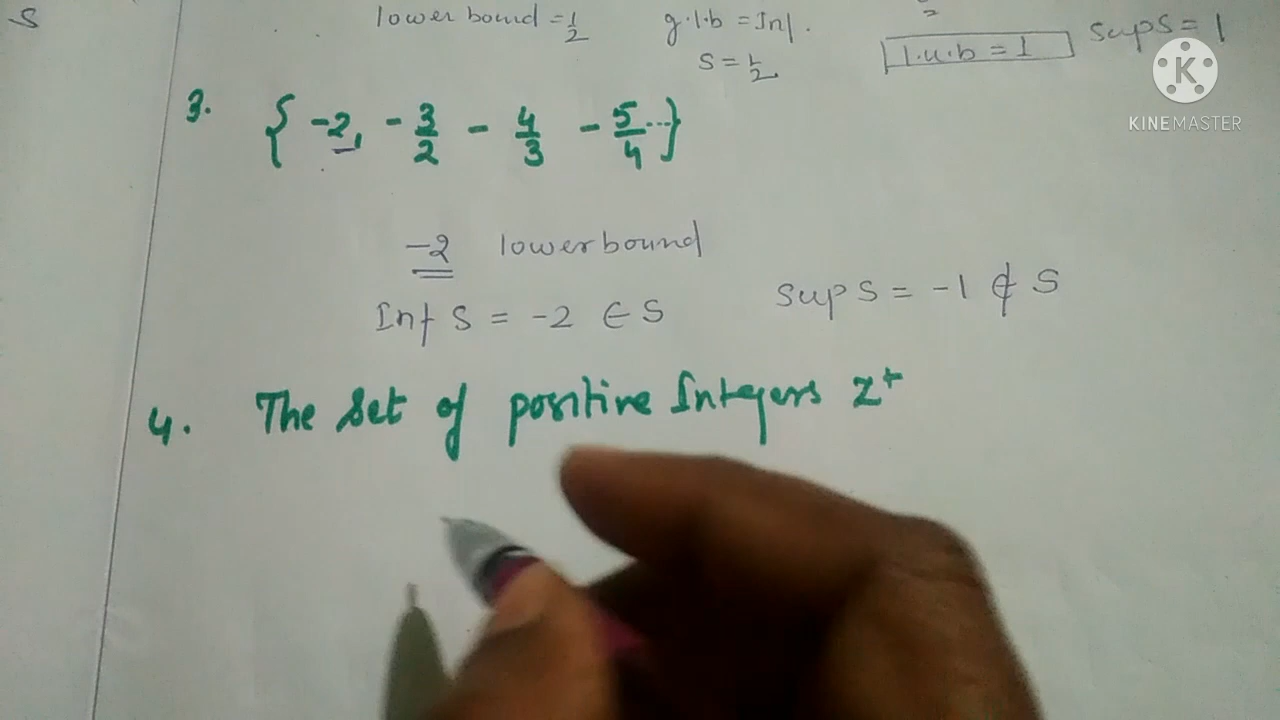 S
lower bound = 1/2
g.l.b = Inf.
S = 1/2
l.u.b = 1
sup S = 1
KINEMASTER
3. { -2, - 3/2 - 4/3 - 5/4 ... }
-2 lower bound
Inf S = -2 ∈ S
sup S = -1 ∉ S
4. The set of positive Integers Z+